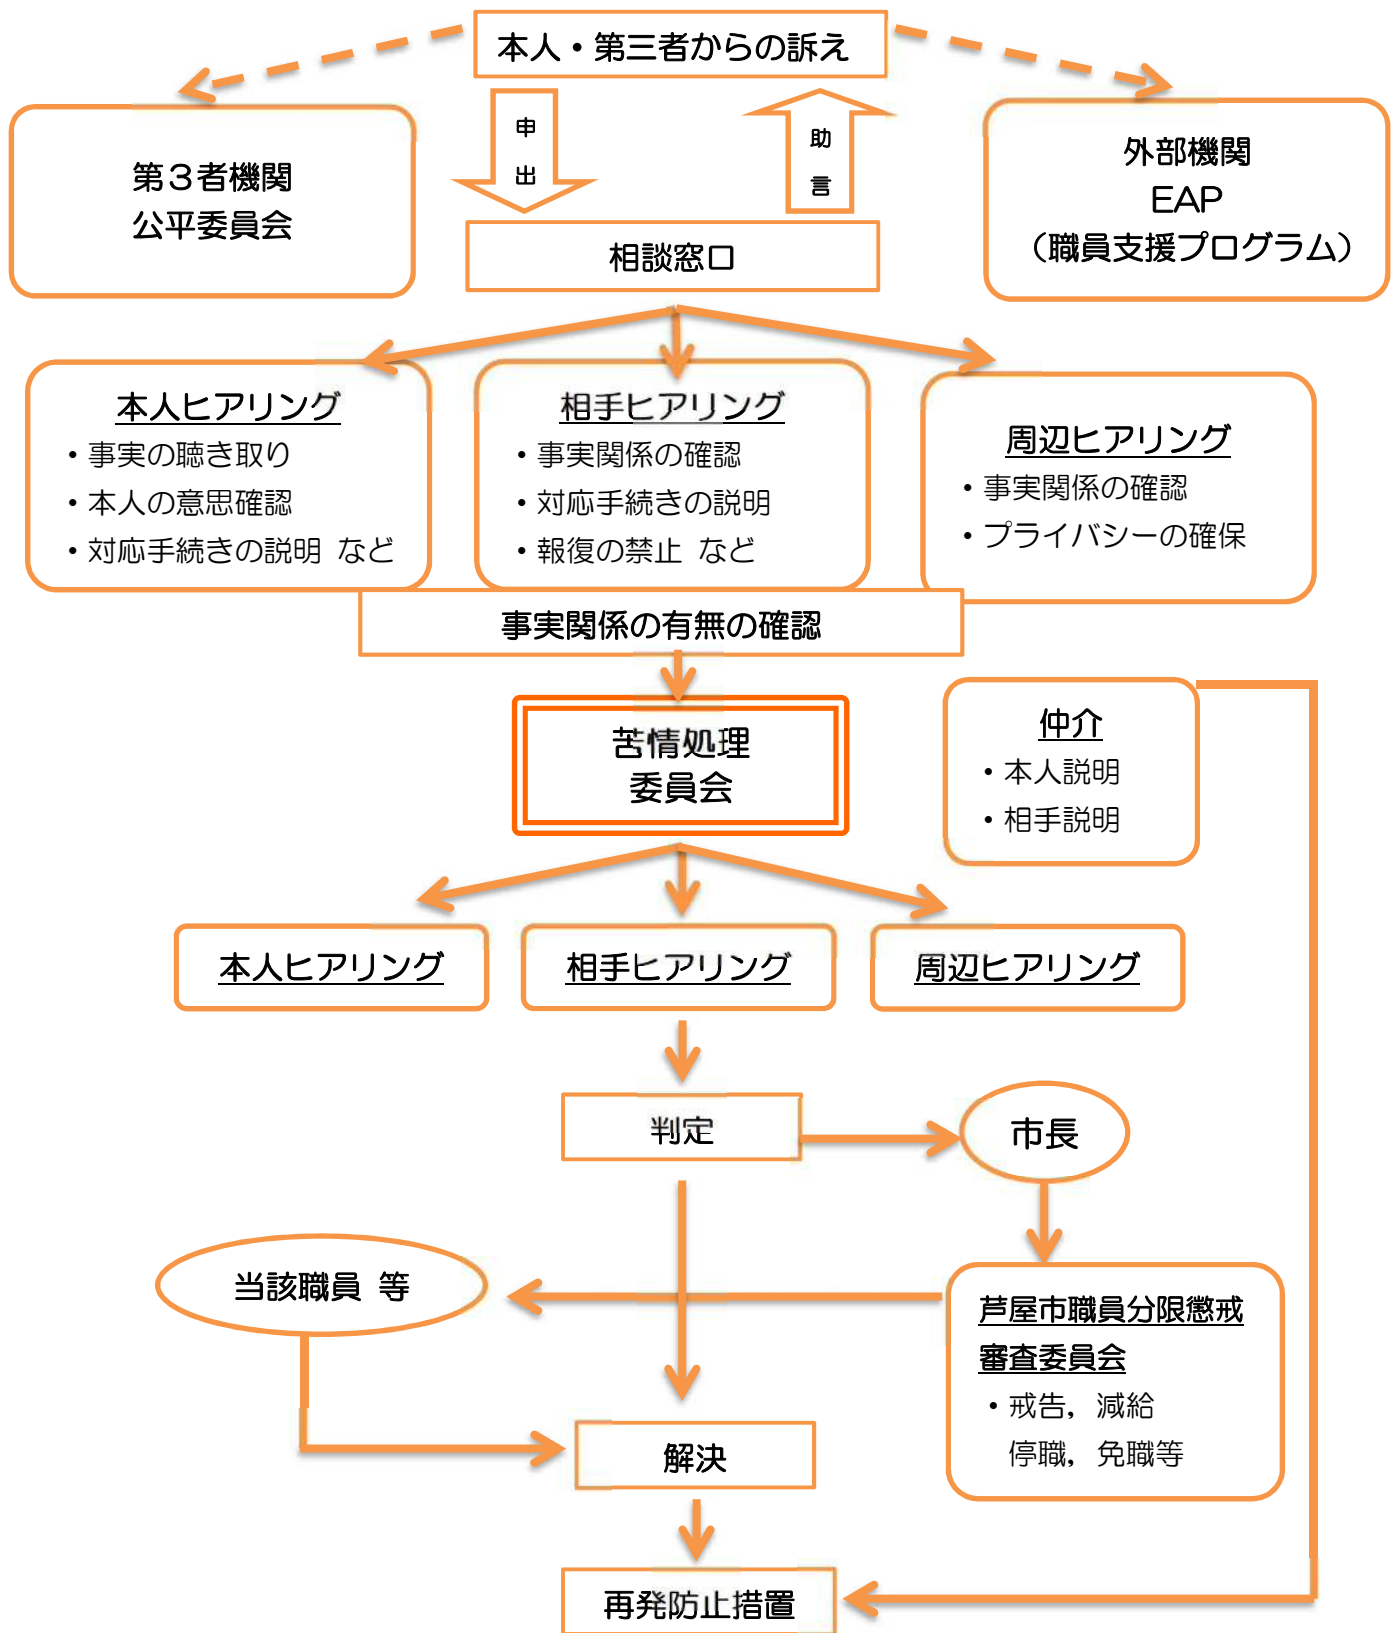 本人・第三者からの訴え
申出
助言
第３者機関
公平委員会
外部機関
EAP
（職員支援プログラム）
相談窓口
本人ヒアリング
・事実の聴き取り
・本人の意思確認
・対応手続きの説明 など
相手ヒアリング
・事実関係の確認
・対応手続きの説明
・報復の禁止 など
周辺ヒアリング
・事実関係の確認
・プライバシーの確保
事実関係の有無の確認
苦情処理
委員会
仲介
・本人説明
・相手説明
本人ヒアリング
相手ヒアリング
周辺ヒアリング
判定
市長
当該職員 等
芦屋市職員分限懲戒
審査委員会
・戒告，減給
停職，免職等
解決
再発防止措置